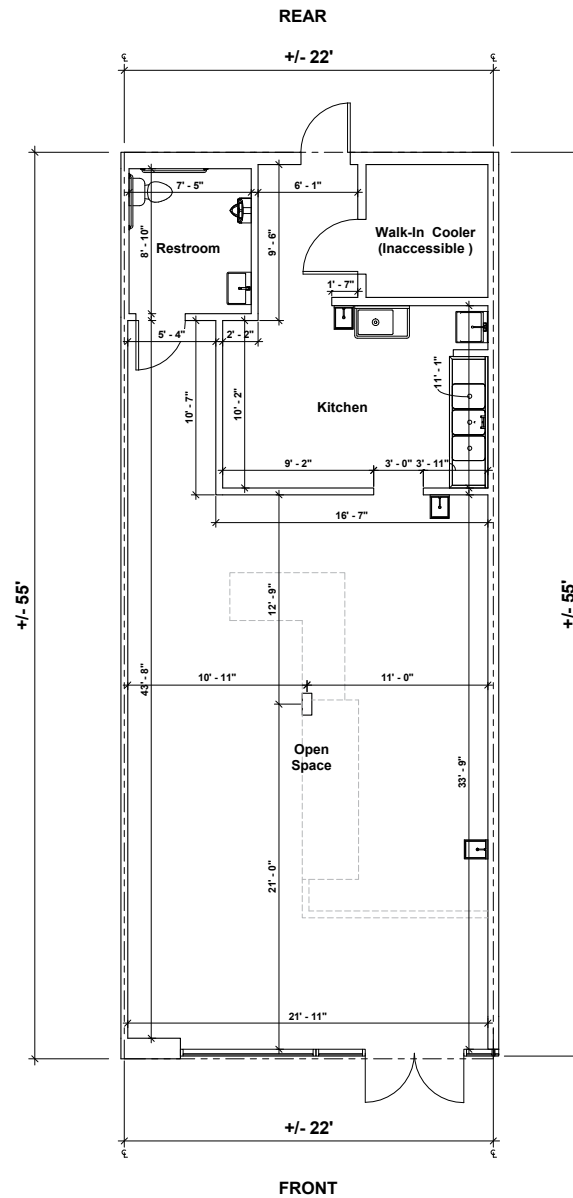 REAR
℄ ℄
+/- 22'
7' - 5"
6' - 1"
8' - 10"
Restroom
9' - 6"
Walk-In Cooler
(Inaccessible )
1' - 7"
5' - 4"
2' - 2"
11' - 1"
10' - 7"
10' - 2"
Kitchen
9' - 2"
3' - 0"
3' - 11"
16' - 7"
+/- 55'
+/- 55'
12' - 9"
43' - 8"
10' - 11"
11' - 0"
Open
Space
33' - 9"
21' - 0"
21' - 11"
+/- 22'
℄ ℄
FRONT